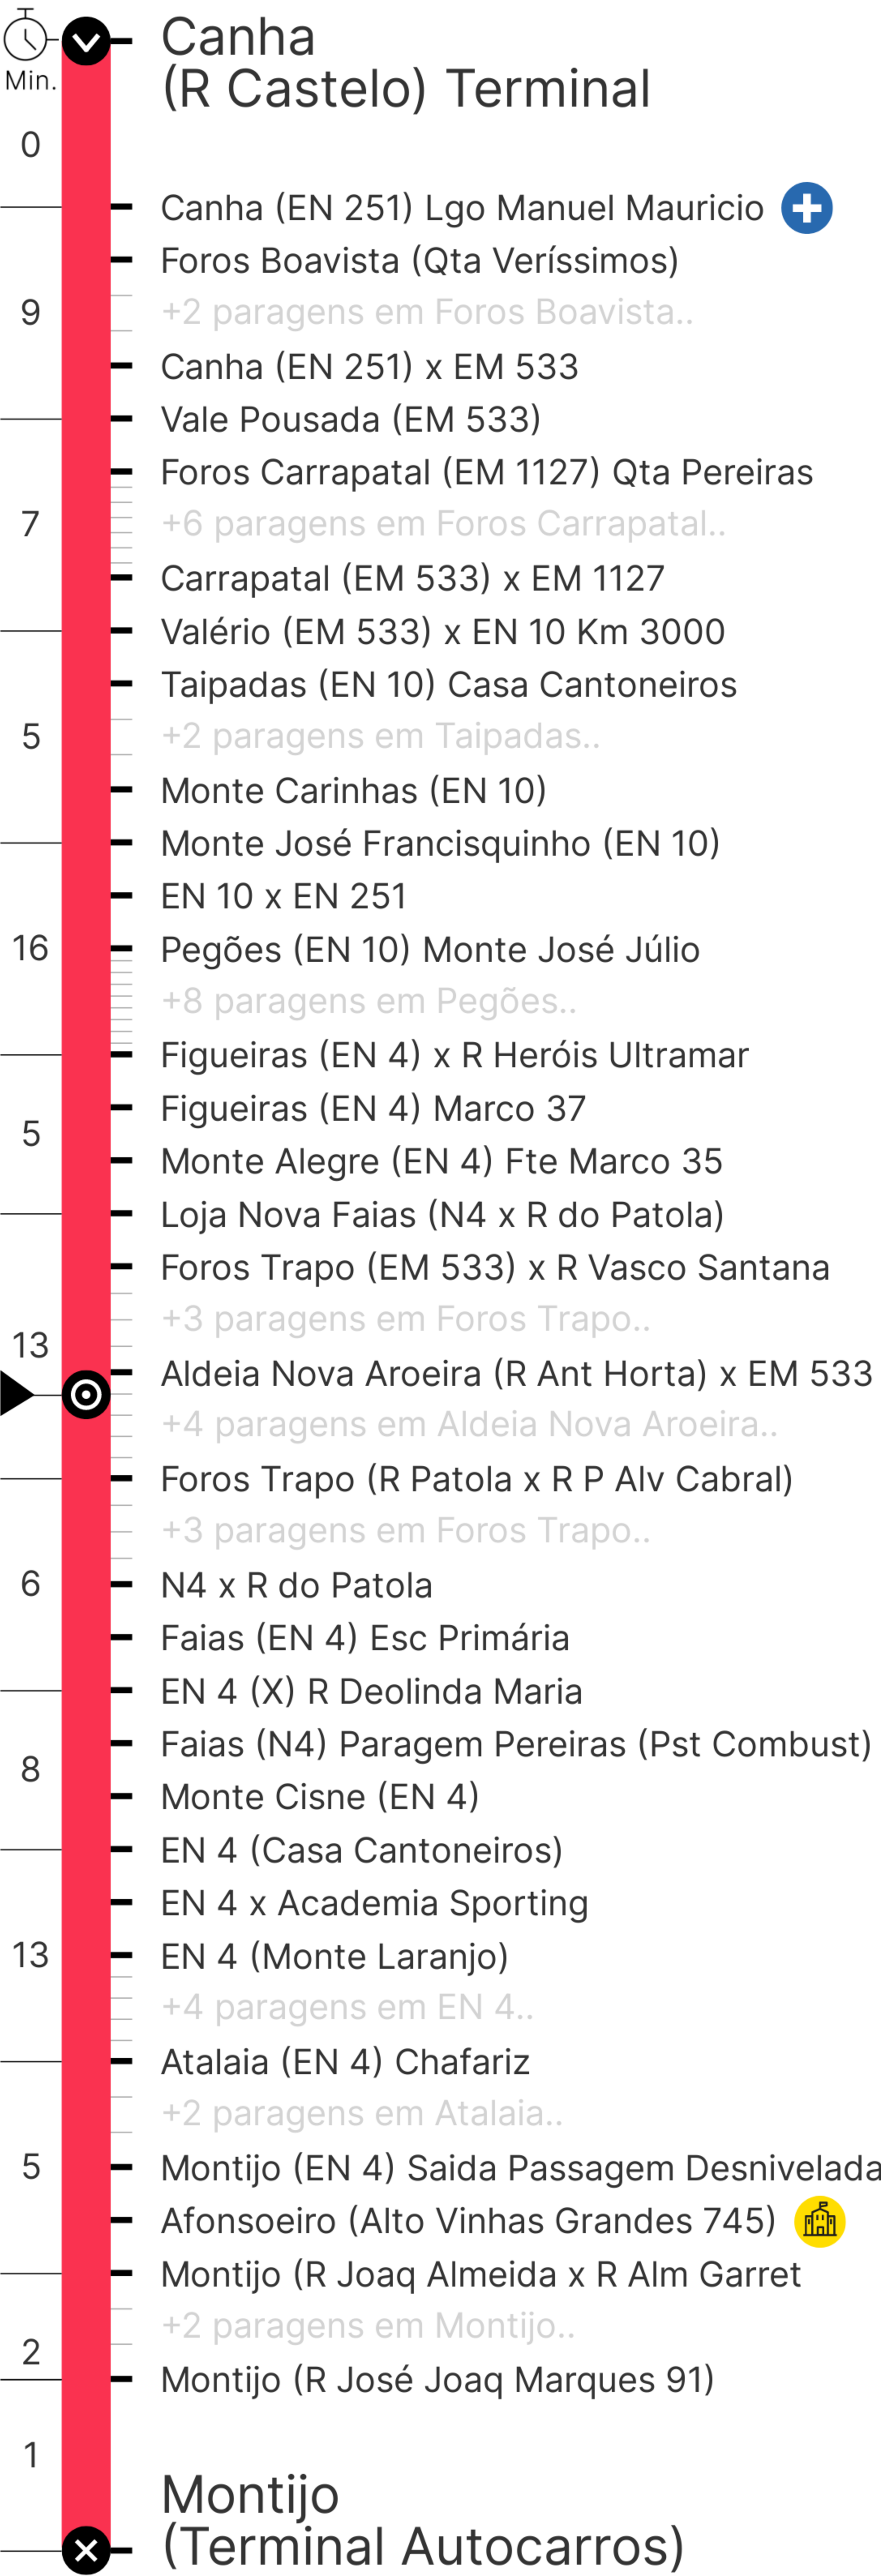 Canha
(R Castelo) Terminal
Min.
0
Canha (EN 251) Lgo Manuel Mauricio
Foros Boavista (Qta Veríssimos)
9
+2 paragens em Foros Boavista..
Canha (EN 251) x EM 533
Vale Pousada (EM 533)
Foros Carrapatal (EM 1127) Qta Pereiras
7
+6 paragens em Foros Carrapatal..
Carrapatal (EM 533) x EM 1127
Valério (EM 533) x EN 10 Km 3000
Taipadas (EN 10) Casa Cantoneiros
5
+2 paragens em Taipadas..
Monte Carinhas (EN 10)
Monte José Francisquinho (EN 10)
EN 10 x EN 251
16
Pegões (EN 10) Monte José Júlio
+8 paragens em Pegões..
Figueiras (EN 4) x R Heróis Ultramar
Figueiras (EN 4) Marco 37
5
Monte Alegre (EN 4) Fte Marco 35
Loja Nova Faias (N4 x R do Patola)
Foros Trapo (EM 533) x R Vasco Santana
+3 paragens em Foros Trapo..
13
Aldeia Nova Aroeira (R Ant Horta) x EM 533
+4 paragens em Aldeia Nova Aroeira..
Foros Trapo (R Patola x R P Alv Cabral)
+3 paragens em Foros Trapo..
6
N4 x R do Patola
Faias (EN 4) Esc Primária
EN 4 (X) R Deolinda Maria
Faias (N4) Paragem Pereiras (Pst Combust)
8
Monte Cisne (EN 4)
EN 4 (Casa Cantoneiros)
EN 4 x Academia Sporting
13
EN 4 (Monte Laranjo)
+4 paragens em EN 4..
Atalaia (EN 4) Chafariz
+2 paragens em Atalaia..
5
Montijo (EN 4) Saida Passagem Desnivelada
Afonsoeiro (Alto Vinhas Grandes 745)
Montijo (R Joaq Almeida x R Alm Garret
+2 paragens em Montijo..
2
Montijo (R José Joaq Marques 91)
1
Montijo
(Terminal Autocarros)